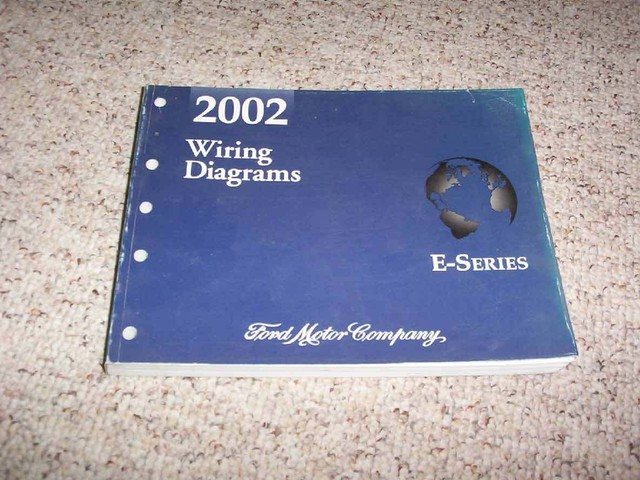 2002
Wiring
Diagrams
E-SERIES
Ford Motor Company